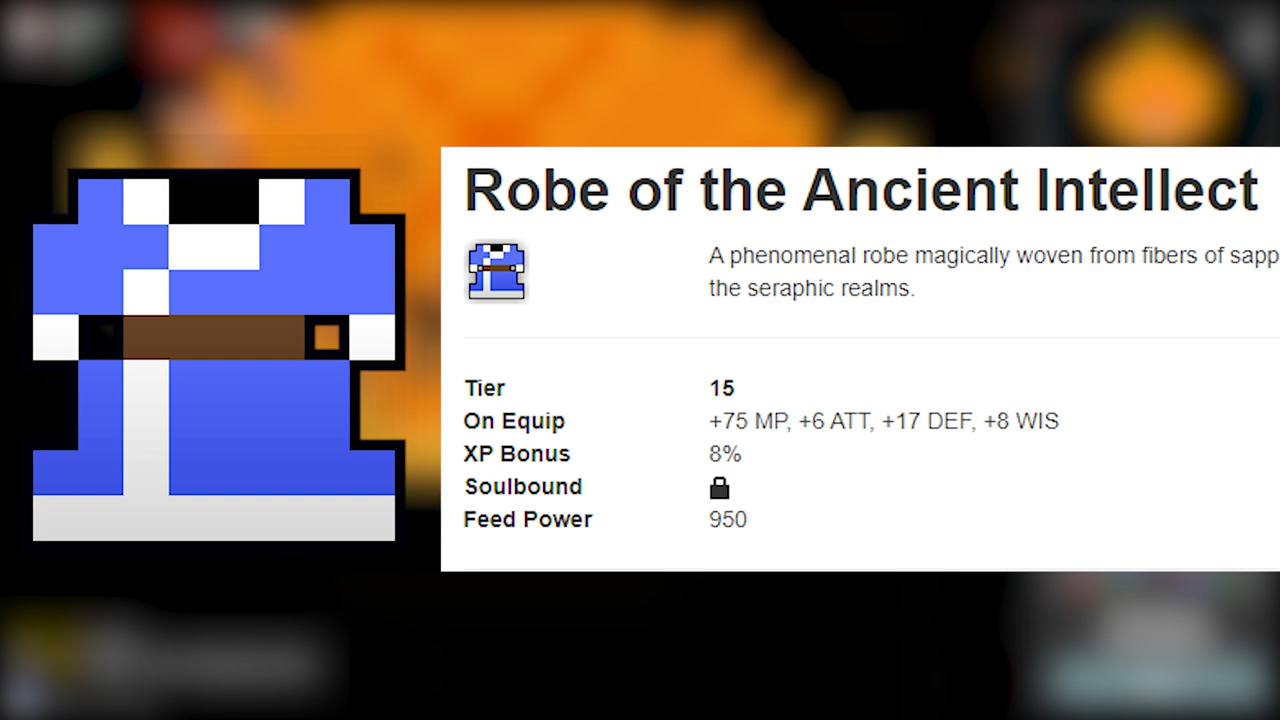 Robe of the Ancient Intellect
A phenomenal robe magically woven from fibers of
the seraphic realms.
Tier 15
On Equip +75 MP, +6 ATT, +17 DEF, +8 WIS
XP Bonus 8%
Soulbound
Feed Power 950